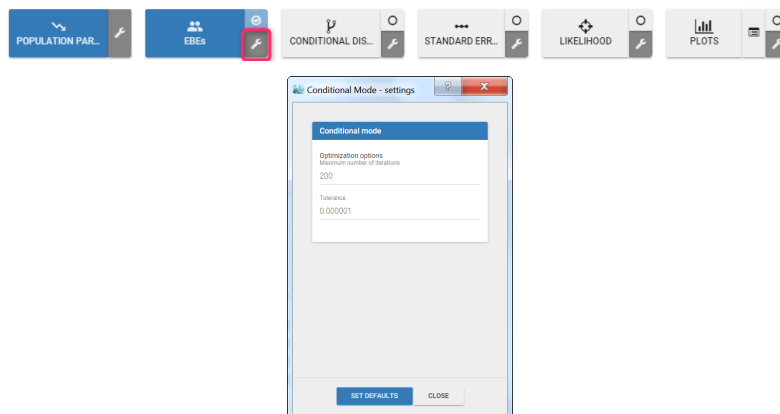 POPULATION PAR...
EBEs
CONDITIONAL DIS...
STANDARD ERR...
LIKELIHOOD
PLOTS
Conditional Mode - settings
Conditional mode
Optimization options
Maximum number of iterations
200
Tolerance
0.000001
SET DEFAULTS
CLOSE